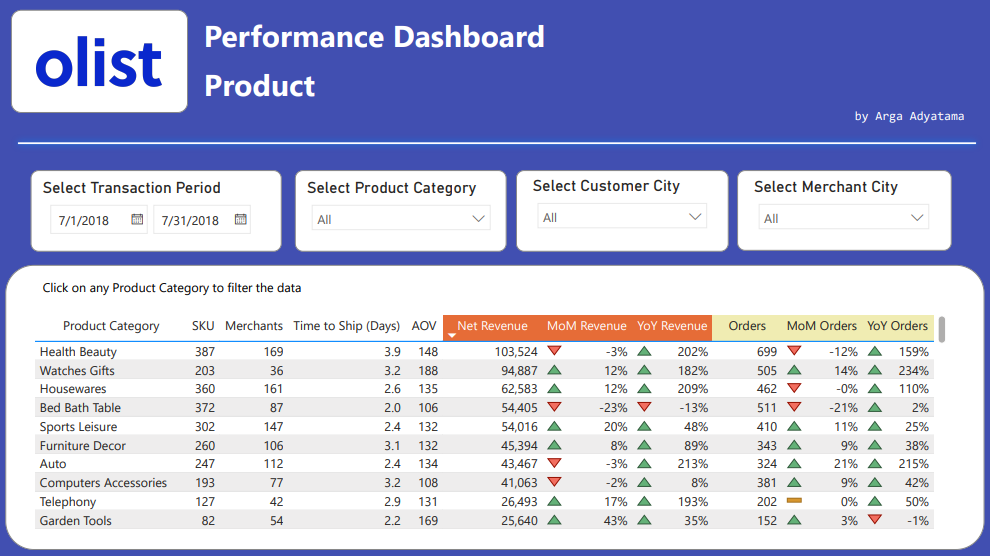 olist
Performance Dashboard
Product
by Arga Adyatama
Select Transaction Period
7/1/2018 7/31/2018
Select Product Category
All
Select Customer City
All
Select Merchant City
All
Click on any Product Category to filter the data
Product Category SKU Merchants Time to Ship (Days) AOV Net Revenue MoM Revenue YoY Revenue Orders MoM Orders YoY Orders
Health Beauty 387 169 3.9 148 103,524 -3% 202% 699 -12% 159%
Watches Gifts 203 36 3.2 188 94,887 12% 182% 505 14% 234%
Housewares 360 161 2.6 135 62,583 12% 209% 462 -0% 110%
Bed Bath Table 372 87 2.0 106 54,405 -23% -13% 511 -21% 2%
Sports Leisure 302 147 2.4 132 54,016 20% 48% 410 11% 25%
Furniture Decor 260 106 3.1 132 45,394 8% 89% 343 9% 38%
Auto 247 112 2.4 134 43,467 -3% 213% 324 21% 215%
Computers Accessories 193 77 3.2 108 41,063 -2% 8% 381 9% 42%
Telephony 127 42 2.9 131 26,493 17% 193% 202 0% 50%
Garden Tools 82 54 2.2 169 25,640 43% 35% 152 3% -1%